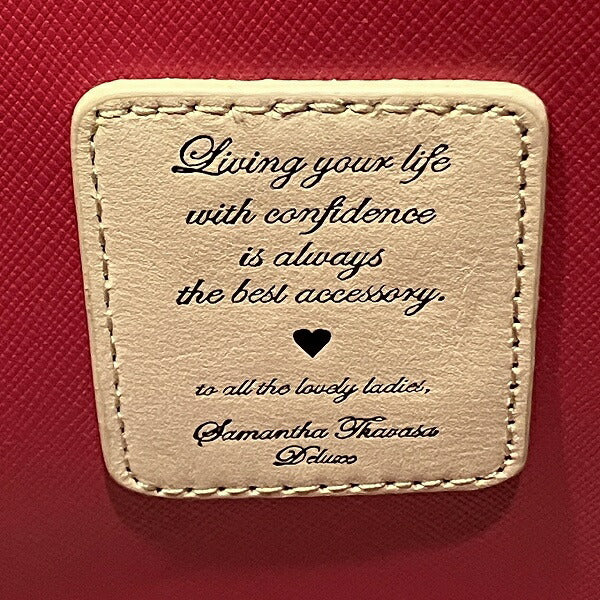 Living your life
with confidence
is always
the best accessory.
to all the lovely ladies,
Samantha Thavasa
Deluxe